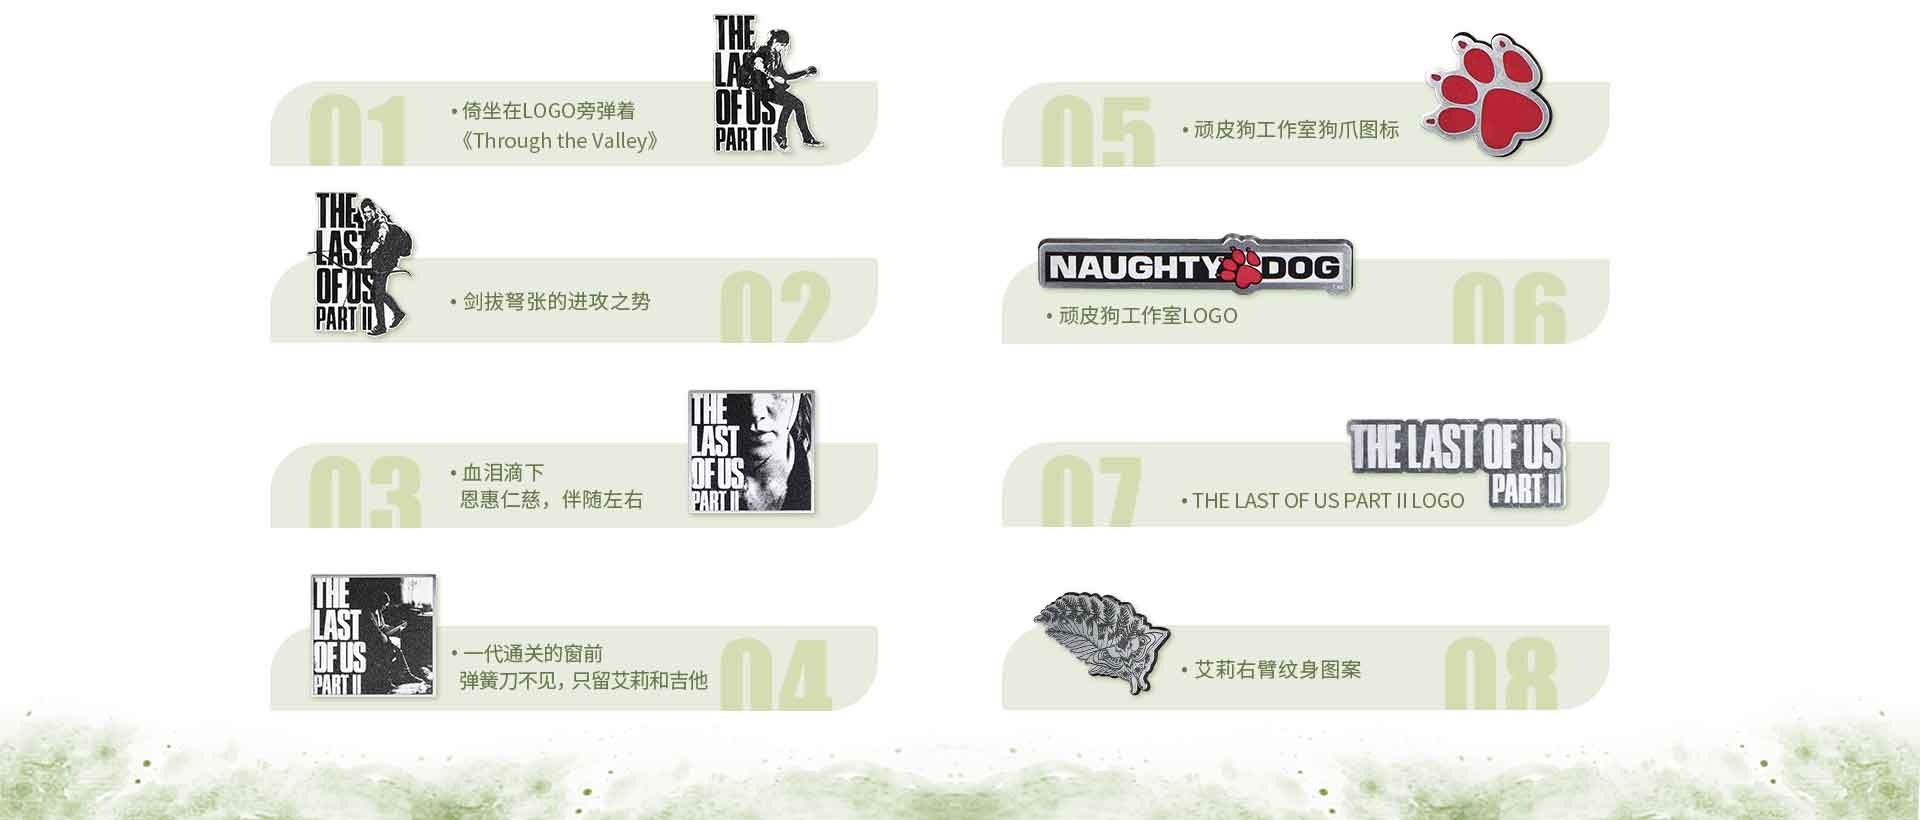 01
• 倚坐在LOGO旁弹着
《Through the Valley》
THE
LAST
OF US
PART II
THE
LAST
OF US
PART II
• 剑拔弩张的进攻之势
02
03
• 血泪滴下
恩惠仁慈，伴随左右
THE
LAST
OF US
PART II
THE
LAST
OF US
PART II
• 一代通关的窗前
弹簧刀不见，只留艾莉和吉他
04
05
• 顽皮狗工作室狗爪图标
NAUGHTY DOG
• 顽皮狗工作室LOGO
06
07
THE LAST OF US
PART II
• THE LAST OF US PART II LOGO
• 艾莉右臂纹身图案
08